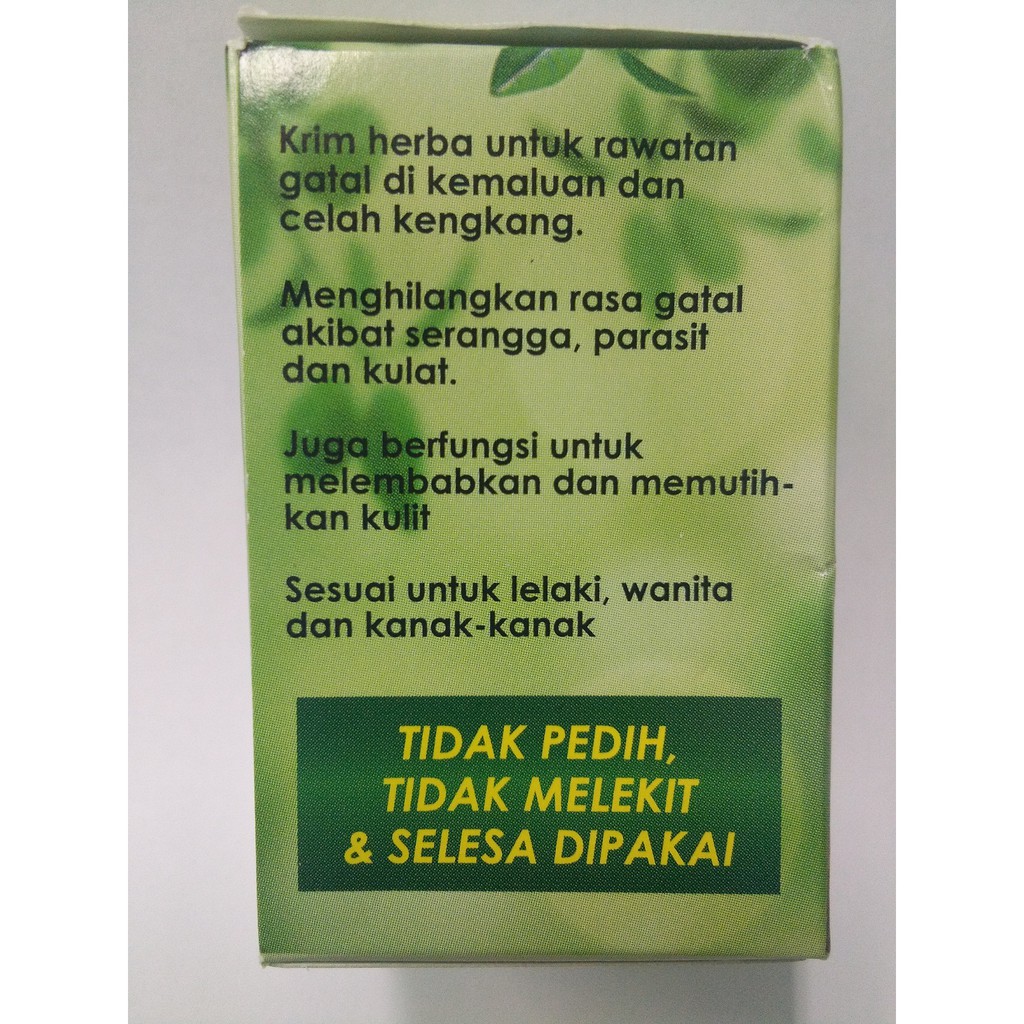 Krim herba untuk rawatan
gatal di kemaluan dan
celah kengkang.
Menghilangkan rasa gatal
akibat serangga, parasit
dan kulat.
Juga berfungsi untuk
melembabkan dan memutih-
kan kulit
Sesuai untuk lelaki, wanita
dan kanak-kanak
TIDAK PEDIH,
TIDAK MELEKIT
& SELESA DIPAKAI